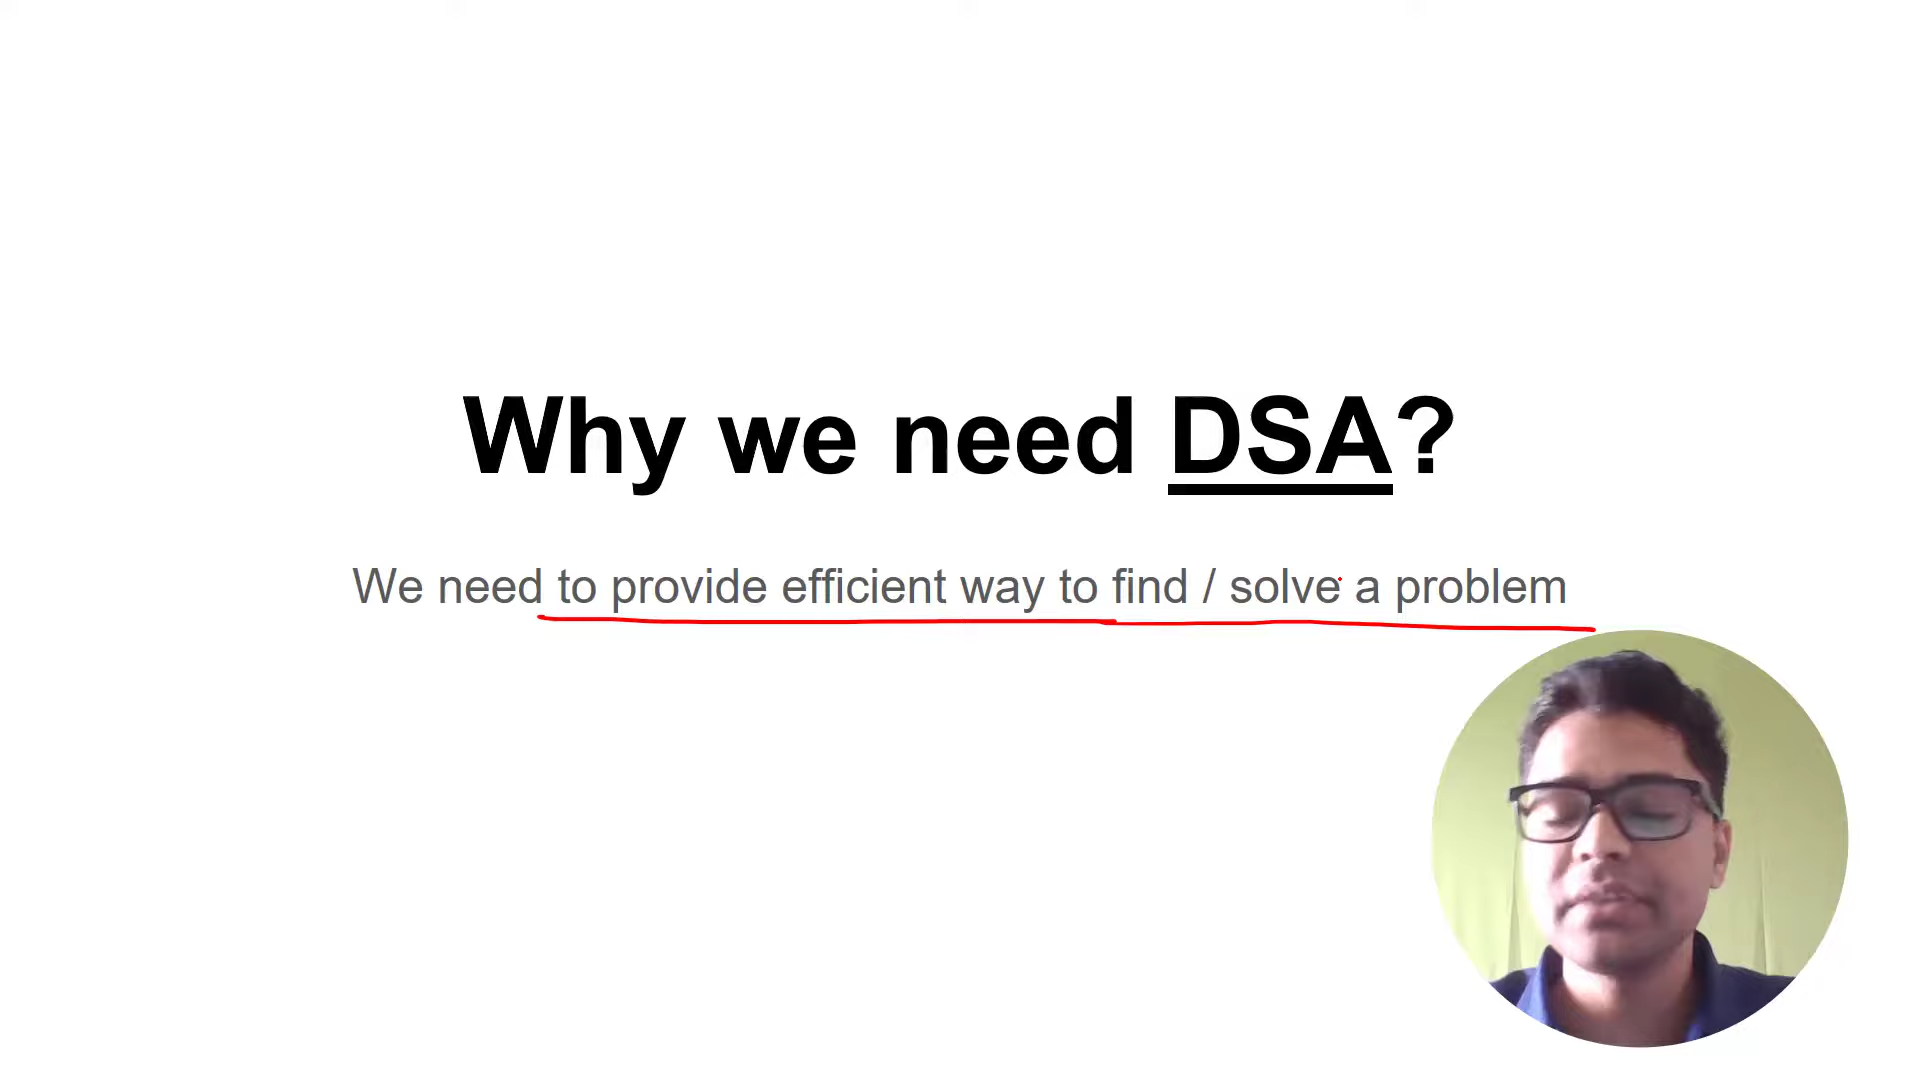 Why we need DSA?
We need to provide efficient way to find / solve a problem